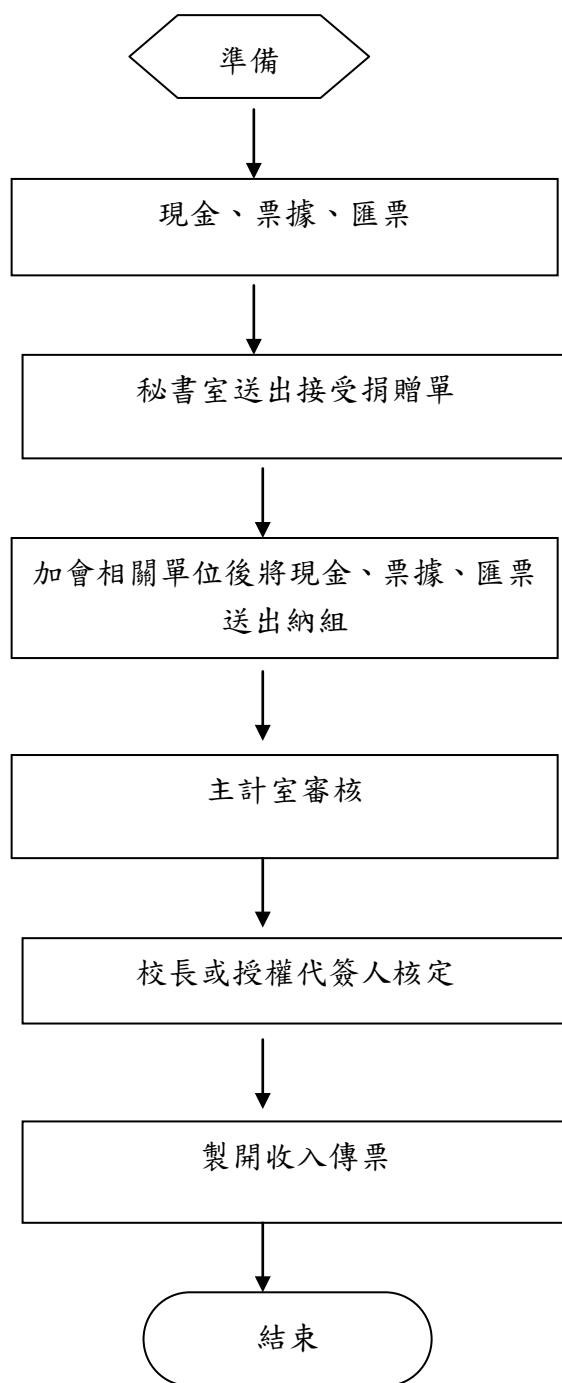 準備
現金、票據、匯票
秘書室送出接受捐贈單
加會相關單位後將現金、票據、匯票
送出納組
主計室審核
校長或授權代簽人核定
製開收入傳票
結束